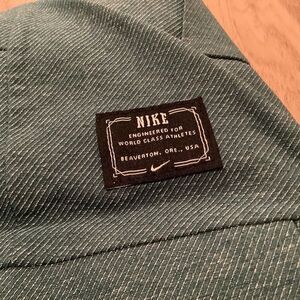 NIKE
ENGINEERED FOR
WORLD CLASS ATHLETES
BEAVERTON, ORE., USA